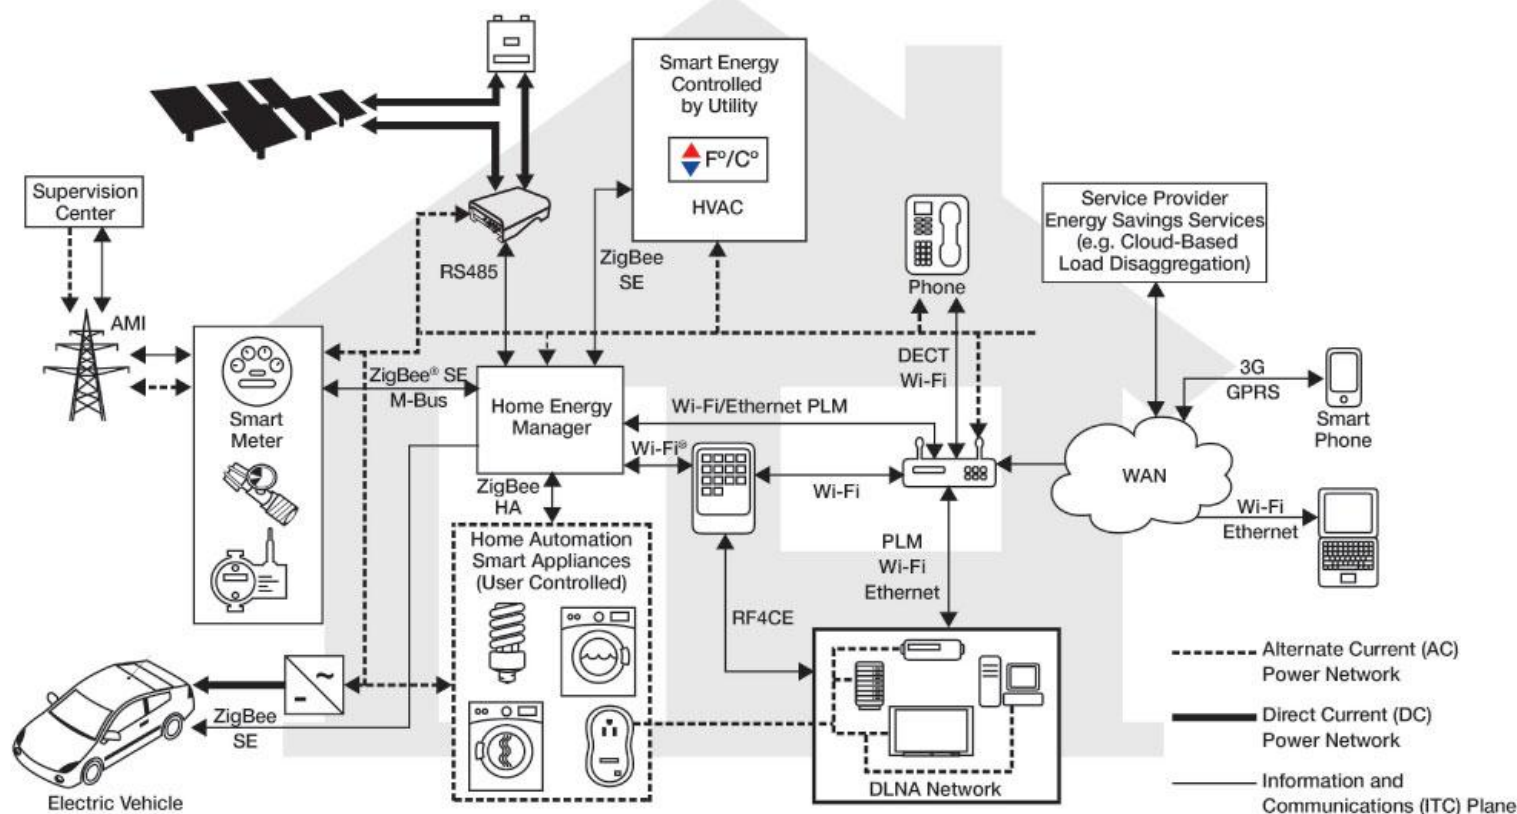 Smart Energy
Controlled
by Utility
F°/C°
HVAC
Supervision
Center
AMI
RS485
ZigBee
SE
Phone
Service Provider
Energy Savings Services
(e.g. Cloud-Based
Load Disaggregation)
Smart
Meter
ZigBee® SE
M-Bus
Home Energy
Manager
Wi-Fi/Ethernet PLM
DECT
Wi-Fi
3G
GPRS
Smart
Phone
Wi-Fi®
Wi-Fi
WAN
Wi-Fi
Ethernet
ZigBee
HA
Home Automation
Smart Appliances
(User Controlled)
PLM
Wi-Fi
Ethernet
RF4CE
~
-
ZigBee
SE
Electric Vehicle
DLNA Network
Alternate Current (AC)
Power Network
Direct Current (DC)
Power Network
Information and
Communications (ITC) Plane